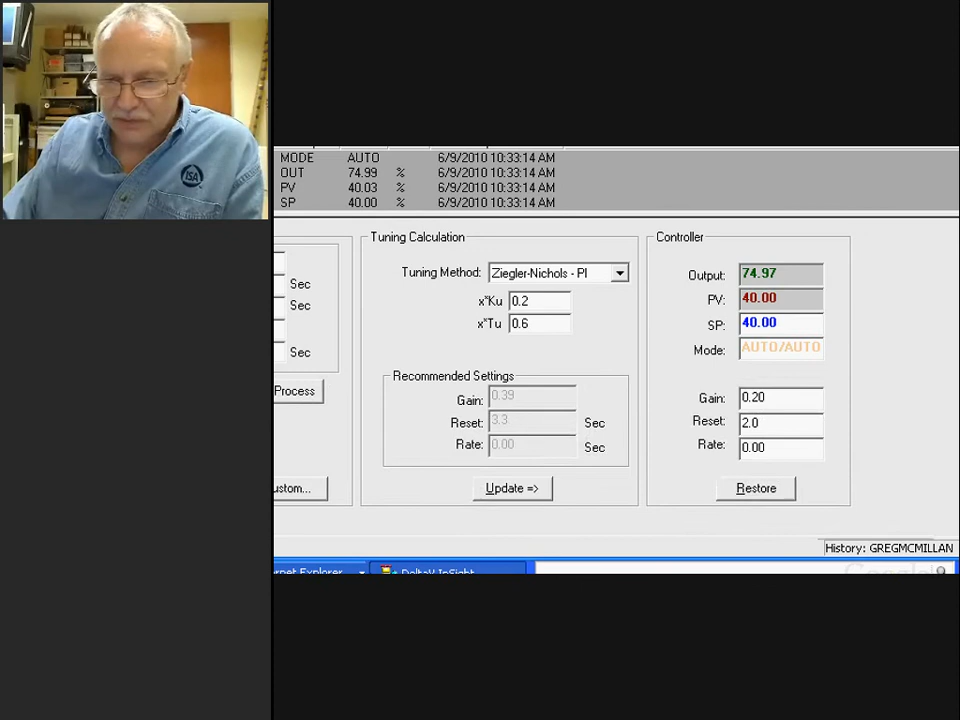 ISA
MODE AUTO 6/9/2010 10:33:14 AM
OUT 74.99 % 6/9/2010 10:33:14 AM
PV 40.03 % 6/9/2010 10:33:14 AM
SP 40.00 % 6/9/2010 10:33:14 AM
Sec
Sec
Sec
Process
ustom...
Tuning Calculation
Tuning Method: Ziegler-Nichols - PI
x*Ku 0.2
x*Tu 0.6
Recommended Settings
Gain: 0.39
Reset: 3.3 Sec
Rate: 0.00 Sec
Update =>
Controller
Output: 74.97
PV: 40.00
SP: 40.00
Mode: AUTO/AUTO
Gain: 0.20
Reset: 2.0
Rate: 0.00
Restore
History: GREGMCMILLAN
rnet Explorer
DeltaV InSight
Google